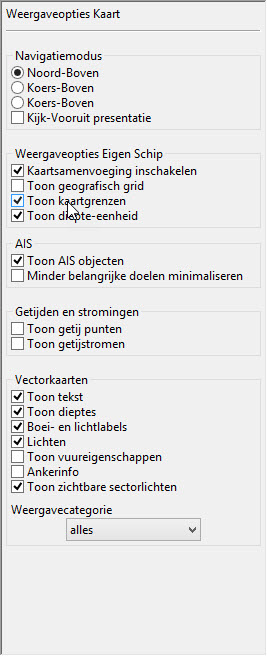 Weergaveopties Kaart
Navigatiemodus
Noord-Boven
Koers-Boven
Koers-Boven
Kijk-Vooruit presentatie
Weergaveopties Eigen Schip
Kaartsamenvoeging inschakelen
Toon geografisch grid
Toon kaartgrenzen
Toon diepte-eenheid
AIS
Toon AIS objecten
Minder belangrijke doelen minimaliseren
Getijden en stromingen
Toon getij punten
Toon getijstromen
Vectorkaarten
Toon tekst
Toon dieptes
Boei- en lichtlabels
Lichten
Toon vuureigenschappen
Ankerinfo
Toon zichtbare sectorlichten
Weergavecategorie
alles